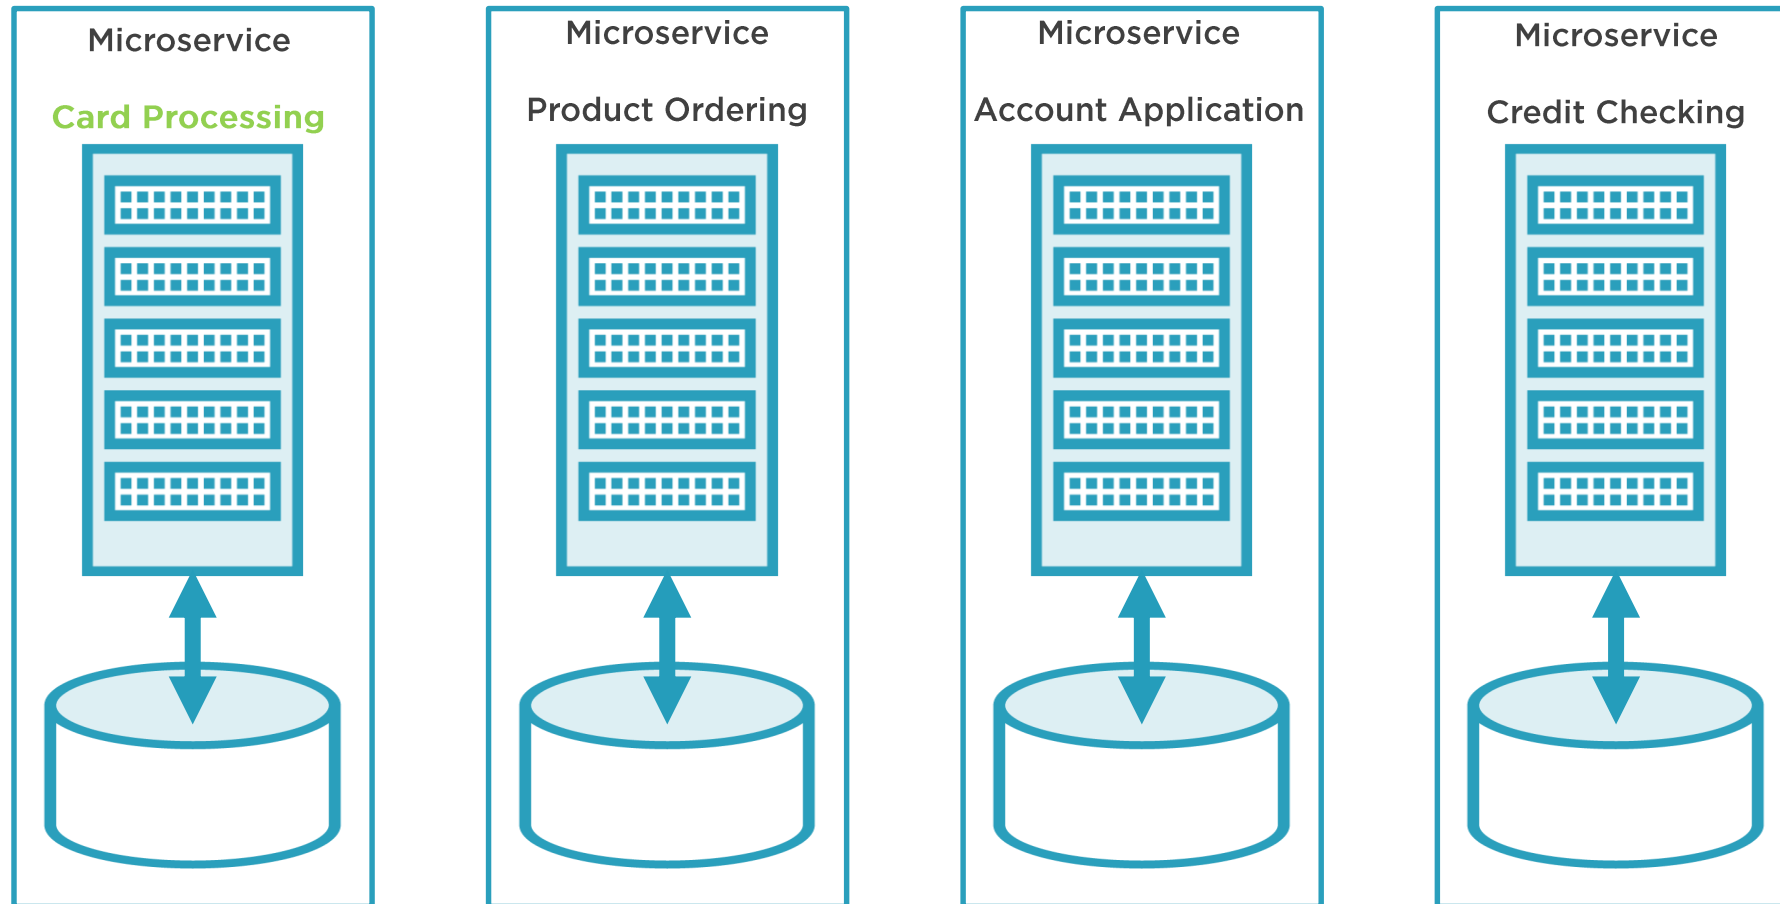 Microservice
Card Processing
Microservice
Product Ordering
Microservice
Account Application
Microservice
Credit Checking